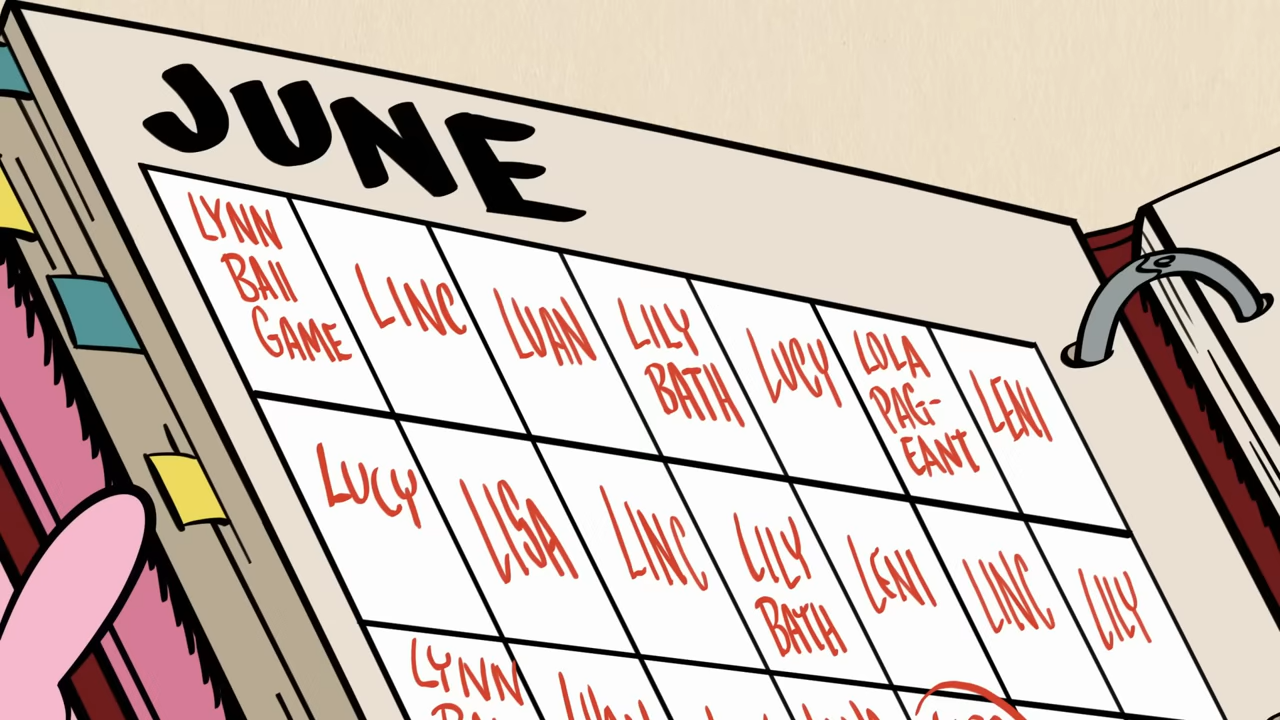 JUNE
LYNN
BALL
GAME
LINC
LUAN
LILY
BATH
LUCY
LOLA
PAG-
EANT
LENI
LUCY
LISA
LINC
LILY
BATH
LENI
LINC
LILY
LYNN
LUAN